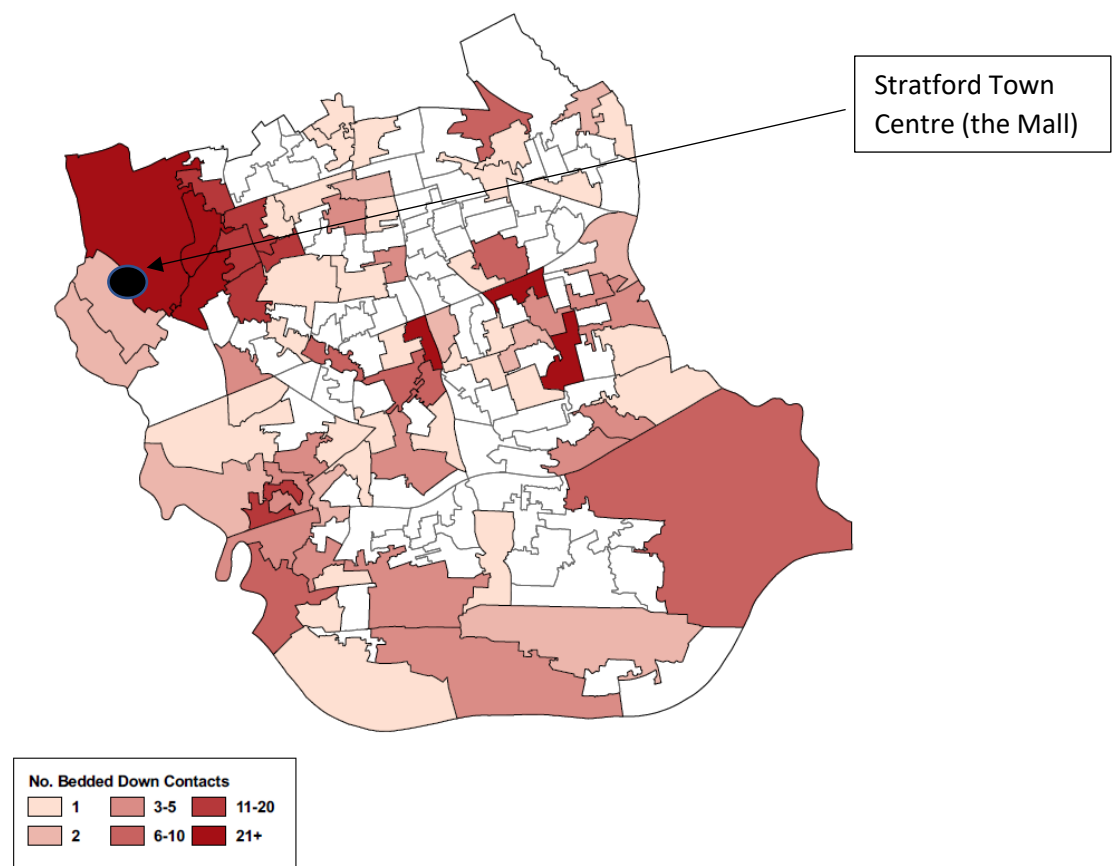 Stratford Town
Centre (the Mall)
No. Bedded Down Contacts
1 3-5 11-20
2 6-10 21+